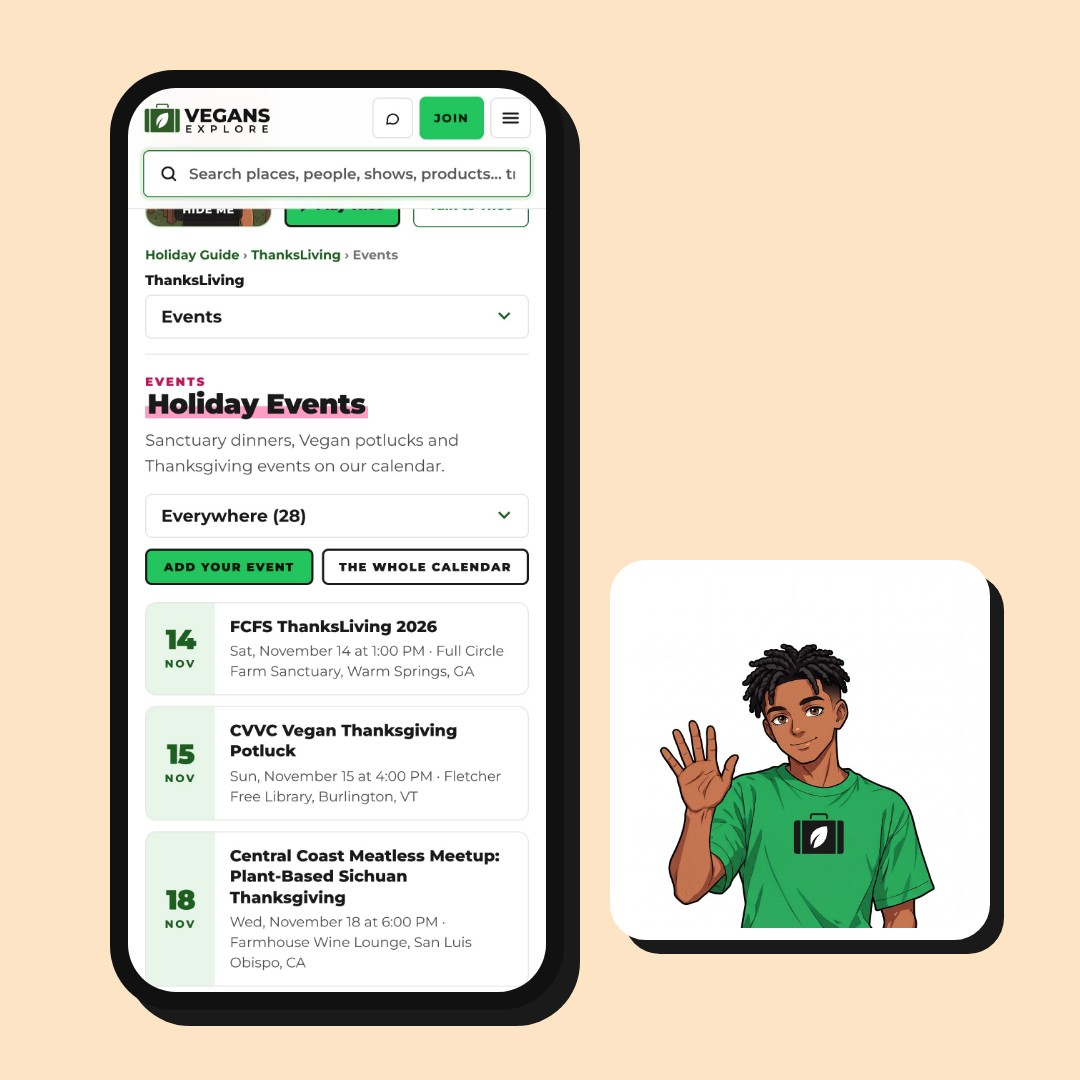 VEGANS
EXPLORE
JOIN
Search places, people, shows, products...
HIDE ME
Holiday Guide › ThanksLiving › Events
ThanksLiving
Events
EVENTS
Holiday Events
Sanctuary dinners, Vegan potlucks and
Thanksgiving events on our calendar.
Everywhere (28)
ADD YOUR EVENT
THE WHOLE CALENDAR
14
NOV
FCFS ThanksLiving 2026
Sat, November 14 at 1:00 PM · Full Circle
Farm Sanctuary, Warm Springs, GA
15
NOV
CVVC Vegan Thanksgiving
Potluck
Sun, November 15 at 4:00 PM · Fletcher
Free Library, Burlington, VT
18
NOV
Central Coast Meatless Meetup:
Plant-Based Sichuan
Thanksgiving
Wed, November 18 at 6:00 PM ·
Farmhouse Wine Lounge, San Luis
Obispo, CA